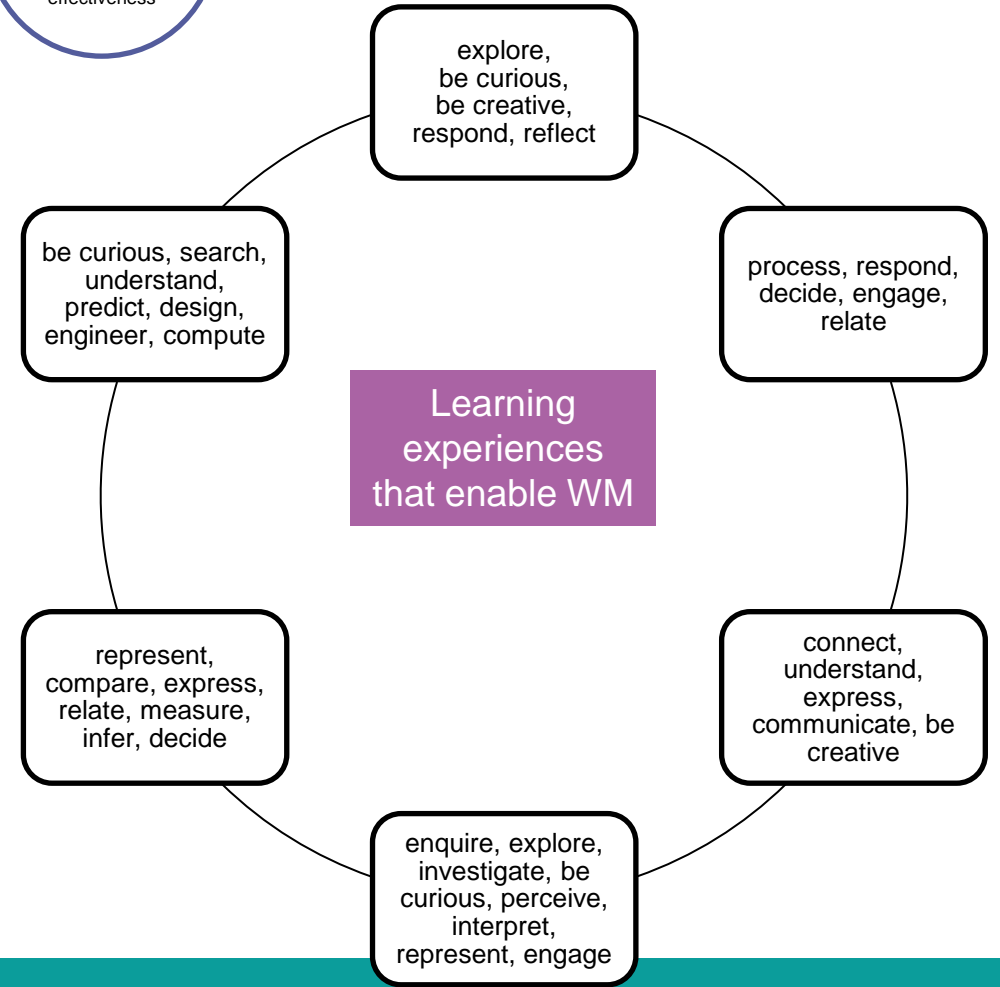 effectiveness
explore,
be curious,
be creative,
respond, reflect
process, respond,
decide, engage,
relate
connect,
understand,
express,
communicate, be
creative
enquire, explore,
investigate, be
curious, perceive,
interpret,
represent, engage
represent,
compare, express,
relate, measure,
infer, decide
be curious, search,
understand,
predict, design,
engineer, compute
Learning
experiences
that enable WM